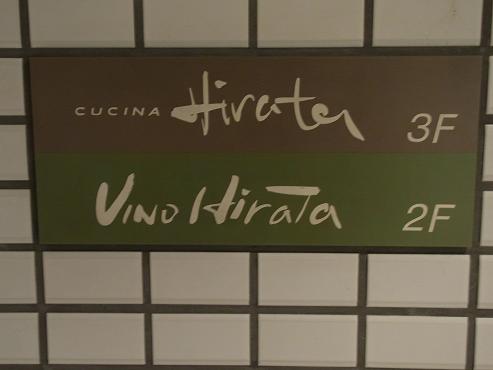 CUCINA Hirata 3F
VINO HiraTa 2F